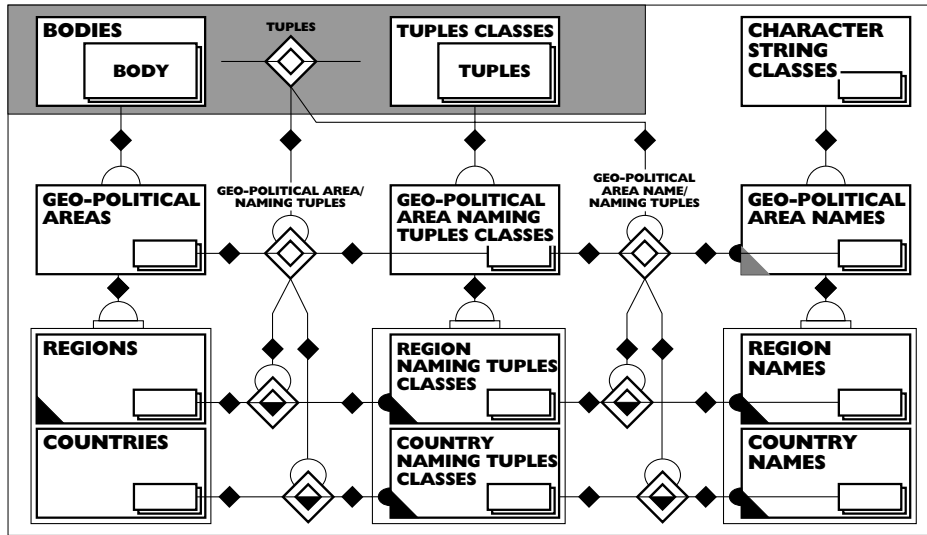 BODIES
BODY
TUPLES
TUPLES CLASSES
TUPLES
CHARACTER
STRING
CLASSES
GEO-POLITICAL
AREAS
GEO-POLITICAL AREA/
NAMING TUPLES
GEO-POLITICAL
AREA NAMING
TUPLES CLASSES
GEO-POLITICAL
AREA NAME/
NAMING TUPLES
GEO-POLITICAL
AREA NAMES
REGIONS
REGION
NAMING TUPLES
CLASSES
REGION
NAMES
COUNTRIES
COUNTRY
NAMING TUPLES
CLASSES
COUNTRY
NAMES